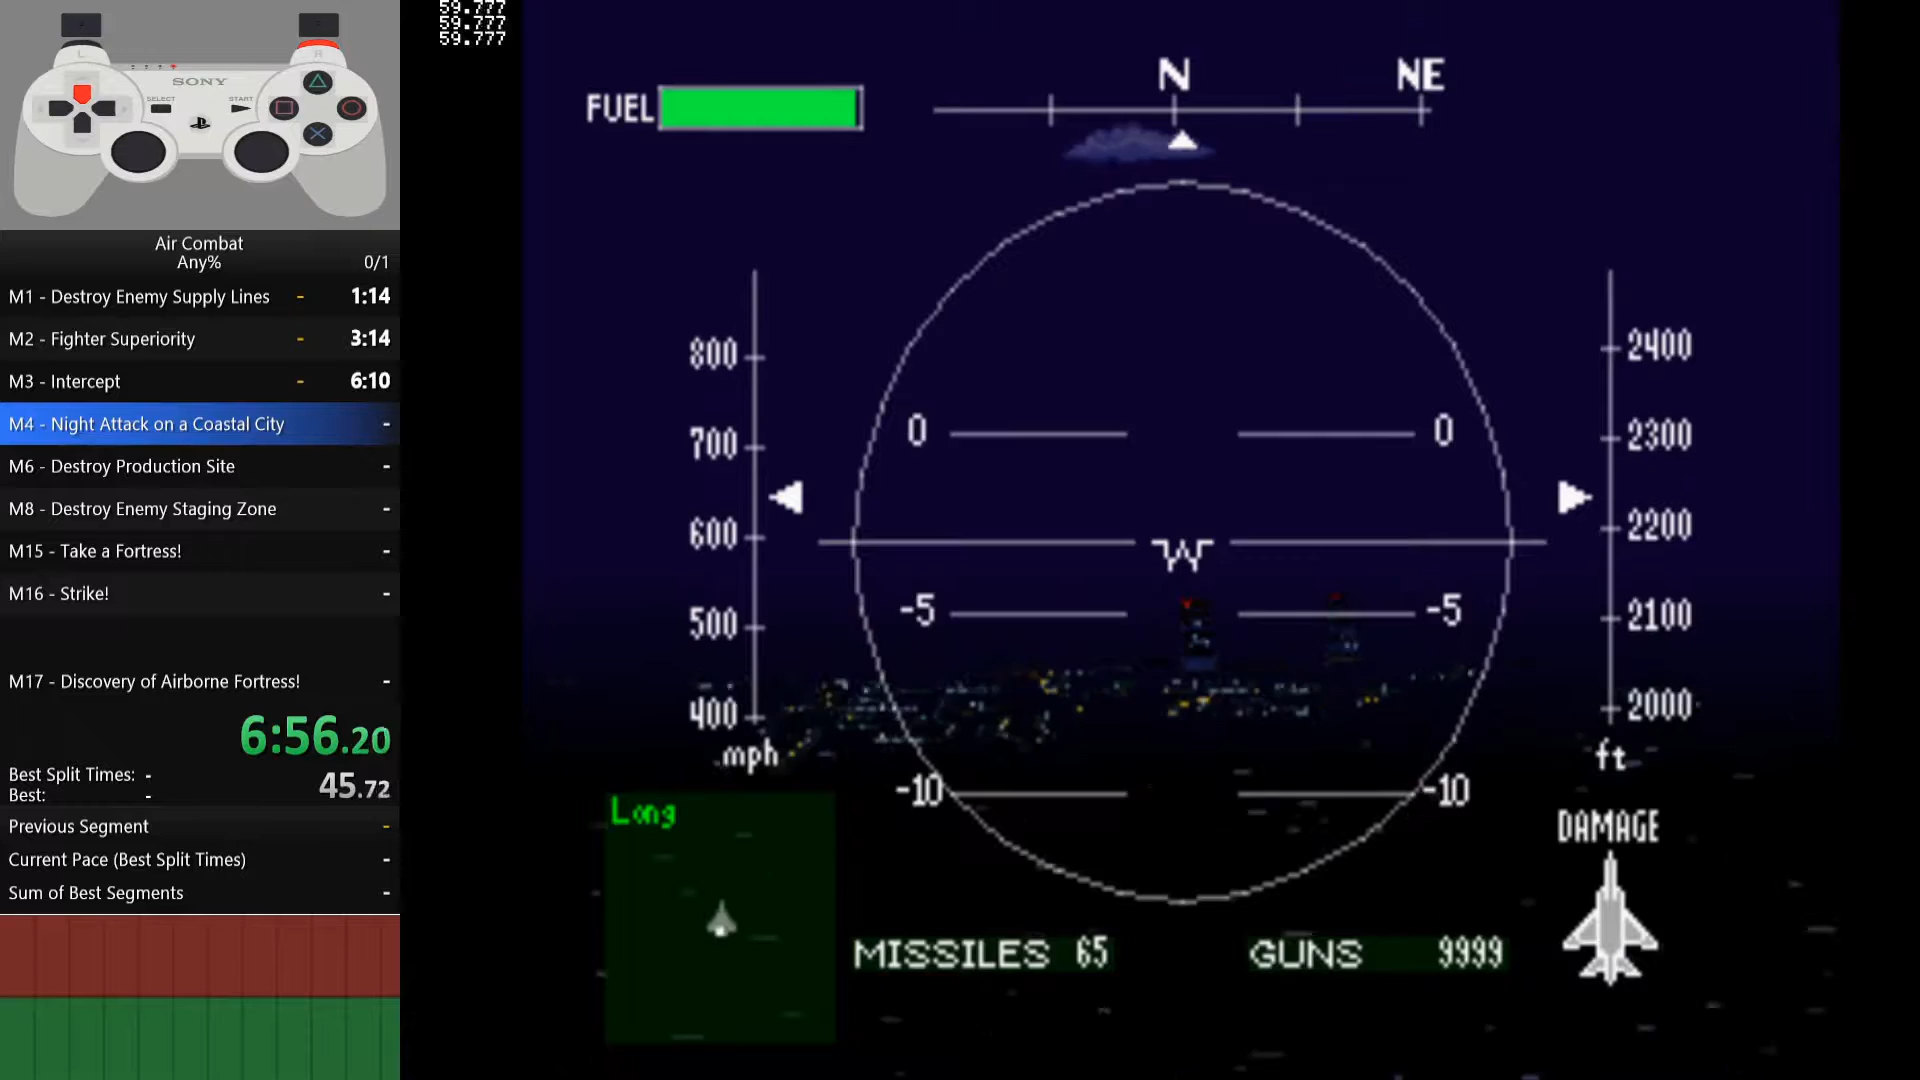 59.777
59.777
59.777
L
R
SONY
SELECT
START
Air Combat
Any% 0/1
M1 - Destroy Enemy Supply Lines - 1:14
M2 - Fighter Superiority - 3:14
M3 - Intercept - 6:10
M4 - Night Attack on a Coastal City -
M6 - Destroy Production Site -
M8 - Destroy Enemy Staging Zone -
M15 - Take a Fortress! -
M16 - Strike! -
M17 - Discovery of Airborne Fortress! -
6:56.20
Best Split Times: -
Best: -
45.72
Previous Segment -
Current Pace (Best Split Times) -
Sum of Best Segments -
N NE
FUEL
800
700
600
500
400
mph
0 0
-5 -5
-10 -10
2400
2300
2200
2100
2000
ft
Long
DAMAGE
MISSILES 65
GUNS 9999